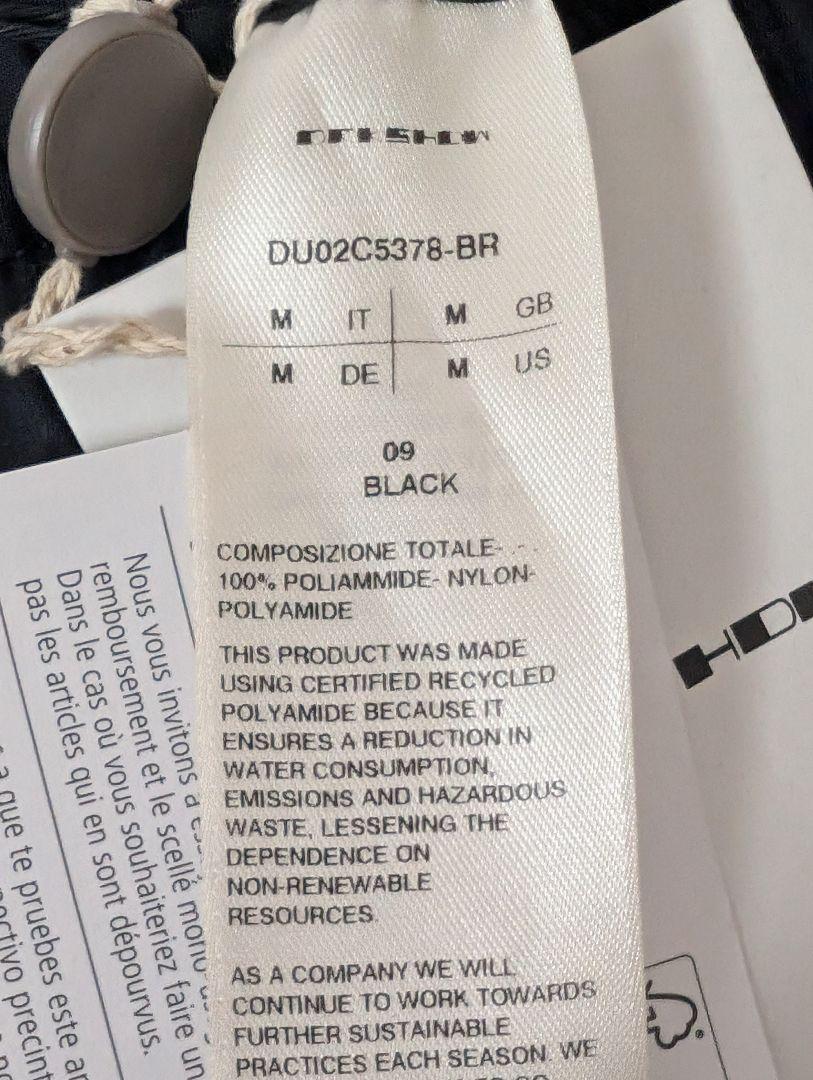 DU02C5378-BR
M IT M GB
M DE M US
09
BLACK
COMPOSIZIONE TOTALE-
100% POLIAMMIDE- NYLON-
POLYAMIDE
THIS PRODUCT WAS MADE
USING CERTIFIED RECYCLED
POLYAMIDE BECAUSE IT
ENSURES A REDUCTION IN
WATER CONSUMPTION,
EMISSIONS AND HAZARDOUS
WASTE, LESSENING THE
DEPENDENCE ON
NON-RENEWABLE
RESOURCES.
AS A COMPANY WE WILL
CONTINUE TO WORK TOWARDS
FURTHER SUSTAINABLE
PRACTICES EACH SEASON. WE
Nous vous invitons à
remboursement et le scellé
Dans le cas où vous souhaiteriez faire un
pas les articles qui en sont dépourvus.
a que te pruebes este